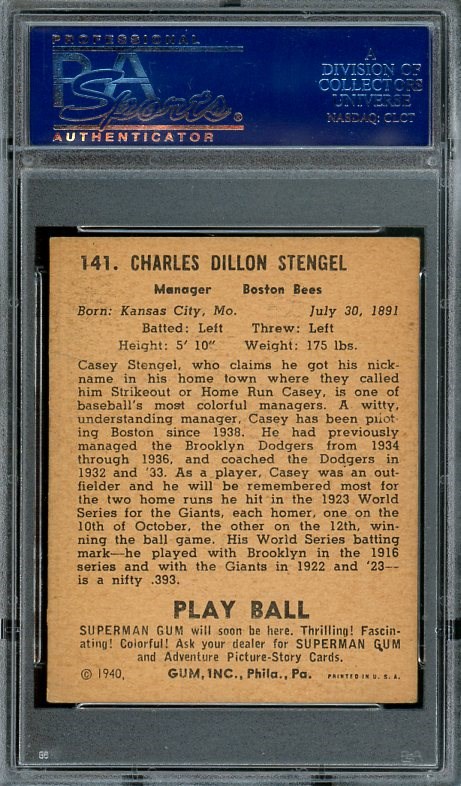 PROFESSIONAL
PSA
Sports®
AUTHENTICATOR
A
DIVISION OF
COLLECTORS
UNIVERSE
NASDAQ: CLCT
141. CHARLES DILLON STENGEL
Manager Boston Bees
Born: Kansas City, Mo. July 30, 1891
Batted: Left Threw: Left
Height: 5' 10" Weight: 175 lbs.
Casey Stengel, who claims he got his nick-
name in his home town where they called
him Strikeout or Home Run Casey, is one of
baseball's most colorful managers. A witty,
understanding manager, Casey has been pilot-
ing Boston since 1938. He had previously
managed the Brooklyn Dodgers from 1934
through 1936, and coached the Dodgers in
1932 and '33. As a player, Casey was an out-
fielder and he will be remembered most for
the two home runs he hit in the 1923 World
Series for the Giants, each homer, one on the
10th of October, the other on the 12th, win-
ning the ball game. His World Series batting
mark—he played with Brooklyn in the 1916
series and with the Giants in 1922 and '23—
is a nifty .393.
PLAY BALL
SUPERMAN GUM will soon be here. Thrilling! Fascin-
ating! Colorful! Ask your dealer for SUPERMAN GUM
and Adventure Picture-Story Cards.
© 1940, GUM, INC., Phila., Pa. PRINTED IN U. S. A.